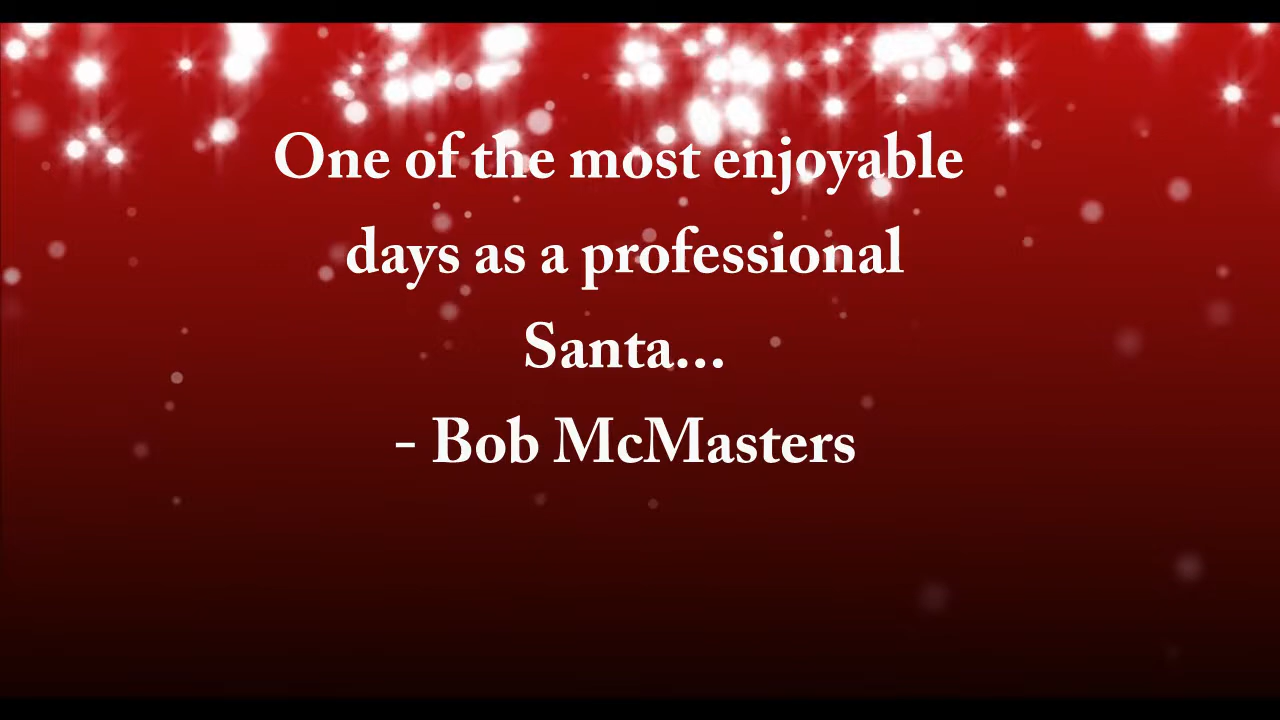 One of the most enjoyable
days as a professional
Santa...
- Bob McMasters